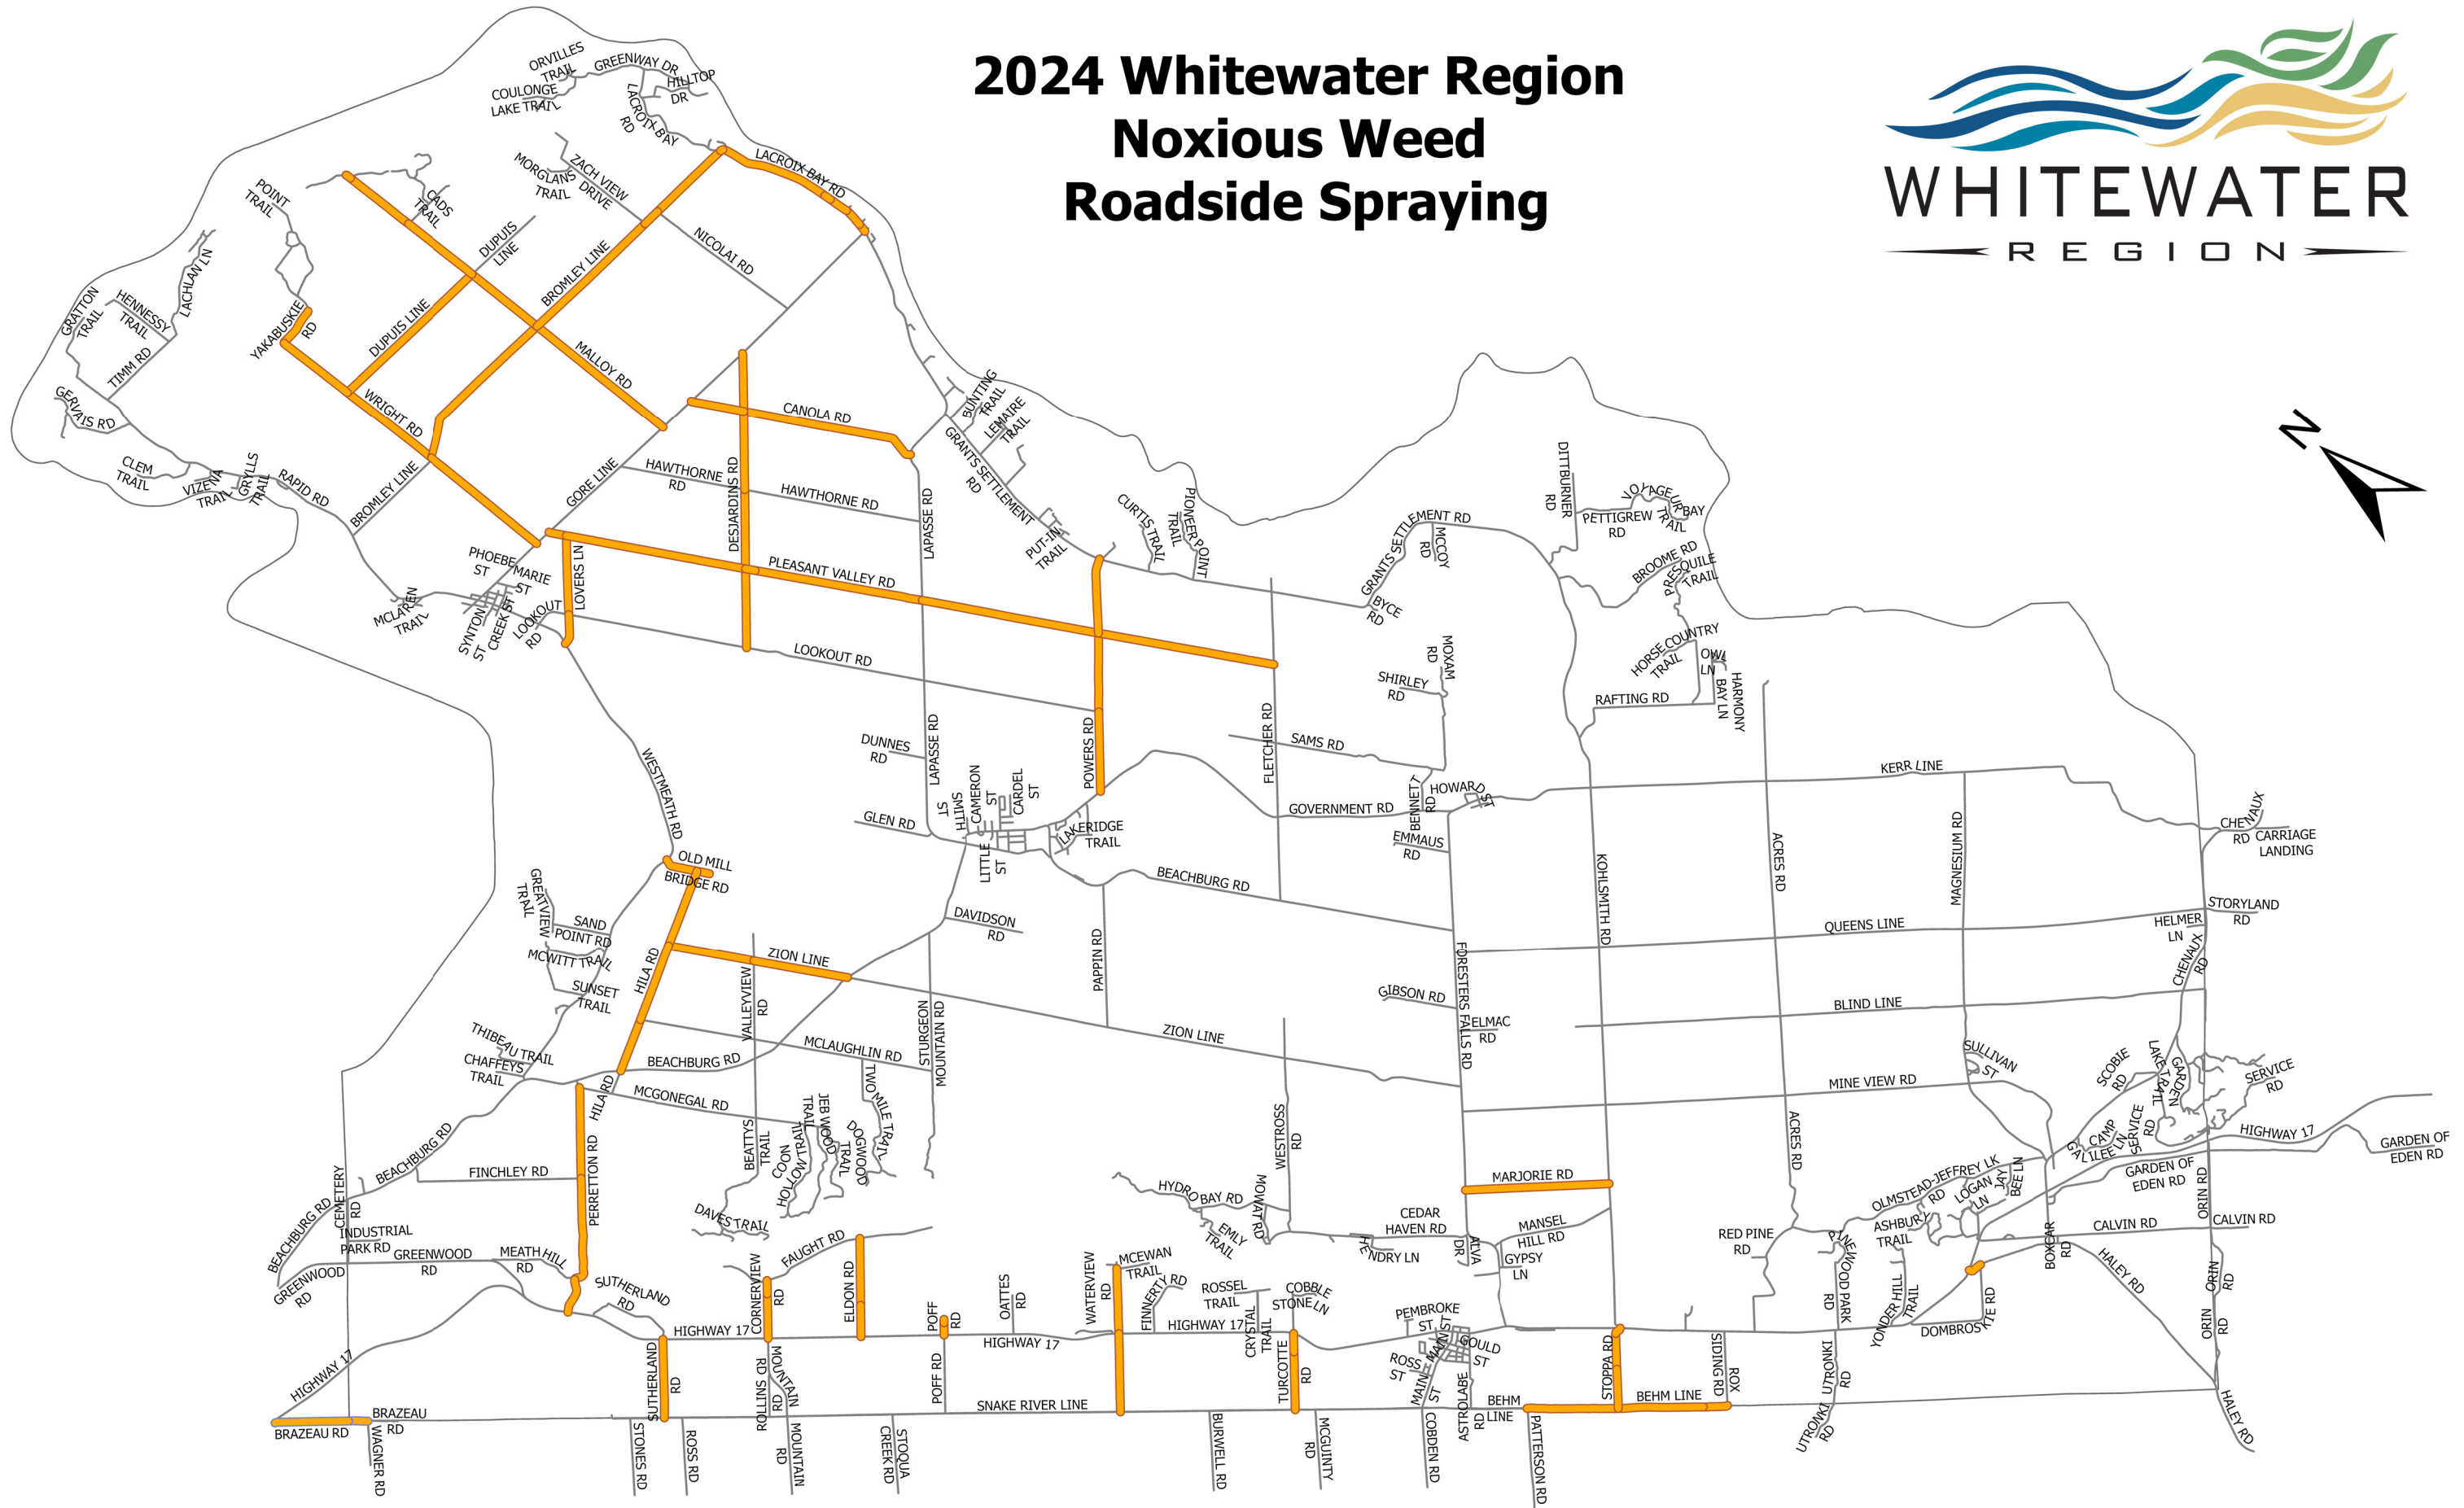 2024 Whitewater Region
Noxious Weed
Roadside Spraying
WHITEWATER
REGION
N
ORVILLES
TRAIL
GREENWAY DR
HILLTOP
DR
COULONGE
LAKE TRAIL
LACROIX BAY
RD
LACROIX BAY RD
ZACH VIEW
DRIVE
MORGLANS
TRAIL
POINT
TRAIL
CADS
TRAIL
DUPUIS
LINE
NICOLAI RD
BROMLEY LINE
LACHLAN LN
HENNESSY
TRAIL
GRATTON
TRAIL
TIMM RD
YAKABUSKIE
RD
DUPUIS LINE
MALLOY RD
WRIGHT RD
GERVAIS RD
CLEM
TRAIL
VIZENA
TRAIL
GRYLLS
TRAIL
RAPID RD
BROMLEY LINE
GORE LINE
CANOLA RD
HAWTHORNE
RD
HAWTHORNE RD
DESJARDINS RD
LAPASSE RD
BUNTING
TRAIL
LEMAIRE
TRAIL
GRANTS SETTLEMENT
RD
PUT-IN
TRAIL
CURTIS TRAIL
PIONEER POINT
TRAIL
GRANTS SETTLEMENT RD
MCCOY
RD
BYCE
RD
DITTBURNER
RD
VOYAGEUR BAY
TRAIL
PETTIGREW
RD
BROOME RD
PRESQUILE
TRAIL
HORSE COUNTRY
TRAIL
OWL
LN
HARMONY
BAY LN
RAFTING RD
PHOEBE
ST
MARIE
ST
SYNTON
ST
CREEK ST
LOOKOUT
RD
LOVERS LN
MCLAREN
TRAIL
PLEASANT VALLEY RD
LOOKOUT RD
MOXAM
RD
SHIRLEY
RD
SAMS RD
DUNNES
RD
LAPASSE RD
POWERS RD
FLETCHER RD
WESTMEATH RD
GLEN RD
SMITH
ST
CAMERON
ST
CARDEL
ST
LITTLE
ST
LAKERIDGE
TRAIL
GOVERNMENT RD
BENNETT
RD
HOWARD ST
EMMAUS
RD
KERR LINE
CHENAUX
RD
CARRIAGE
LANDING
OLD MILL
BRIDGE RD
BEACHBURG RD
KOHLSMITH RD
ACRES RD
MAGNESIUM RD
GREATVIEW
TRAIL
SAND
POINT RD
MCWITT TRAIL
SUNSET
TRAIL
HILA RD
ZION LINE
DAVIDSON
RD
PAPPIN RD
QUEENS LINE
STORYLAND
RD
HELMER
LN
CHENAUX
RD
VALLEYVIEW
RD
STURGEON
MOUNTAIN RD
GIBSON RD
FORESTERS FALLS RD
ELMAC
RD
BLIND LINE
ZION LINE
THIBEAU TRAIL
CHAFFEYS
TRAIL
BEACHBURG RD
MCLAUGHLIN RD
MCGONEGAL RD
HILA RD
TWO MILE TRAIL
JEB WOOD
TRAIL
DOGWOOD
TRAIL
COON
HOLLOW TRAIL
BEATTYS
TRAIL
DAVES TRAIL
MINE VIEW RD
SULLIVAN
ST
SCOBIE
RD
GARDEN
LAKE TRAIL
SERVICE
RD
SERVICE
RD
CAMP
LN
GALILEE
HIGHWAY 17
GARDEN OF
EDEN RD
GARDEN OF
EDEN RD
BEACHBURG RD
FINCHLEY RD
PERRETTON RD
BEACHBURG RD
CEMETERY
RD
INDUSTRIAL
PARK RD
GREENWOOD
RD
GREENWOOD
RD
MEATH HILL
RD
SUTHERLAND
RD
WESTROSS
RD
HYDRO BAY RD
MOWAT RD
EMLY
TRAIL
MARJORIE RD
CEDAR
HAVEN RD
HENDRY LN
ALVA
DR
MANSEL
HILL RD
GYPSY
LN
ACRES RD
RED PINE
RD
OLMSTEAD-JEFFREY LK
RD
LOGAN
LN
JAY
BEE LN
ASHBURY
TRAIL
PINEWOOD PARK
RD
YONDER HILL
TRAIL
BOXCAR
RD
CALVIN RD
CALVIN RD
ORIN RD
HALEY RD
ORIN
RD
ORIN
RD
FAUGHT RD
CORNERVIEW
RD
ELDON RD
POFF
RD
OATTES
RD
WATERVIEW
RD
MCEWAN
TRAIL
FINNERTY RD
ROSSEL
TRAIL
COBBLE
STONE LN
CRYSTAL
TRAIL
PEMBROKE
ST
MAIN ST
GOULD
ST
ROSS
ST
MAIN
ST
HIGHWAY 17
HIGHWAY 17
HIGHWAY 17
HIGHWAY 17
SUTHERLAND
RD
ROLLINS RD
MOUNTAIN
RD
POFF RD
TURCOTTE
RD
STOPPA RD
SIDING RD
ROX
UTRONKI
RD
DOMBROSKIE RD
BRAZEAU RD
BRAZEAU
RD
WAGNER RD
SNAKE RIVER LINE
STONES RD
ROSS RD
MOUNTAIN
RD
STOQUA
CREEK RD
BURWELL RD
MCGUINTY
RD
COBDEN RD
ASTROLABE
RD
BEHM
LINE
BEHM LINE
PATTERSON RD
UTRONKI
RD
HALEY RD